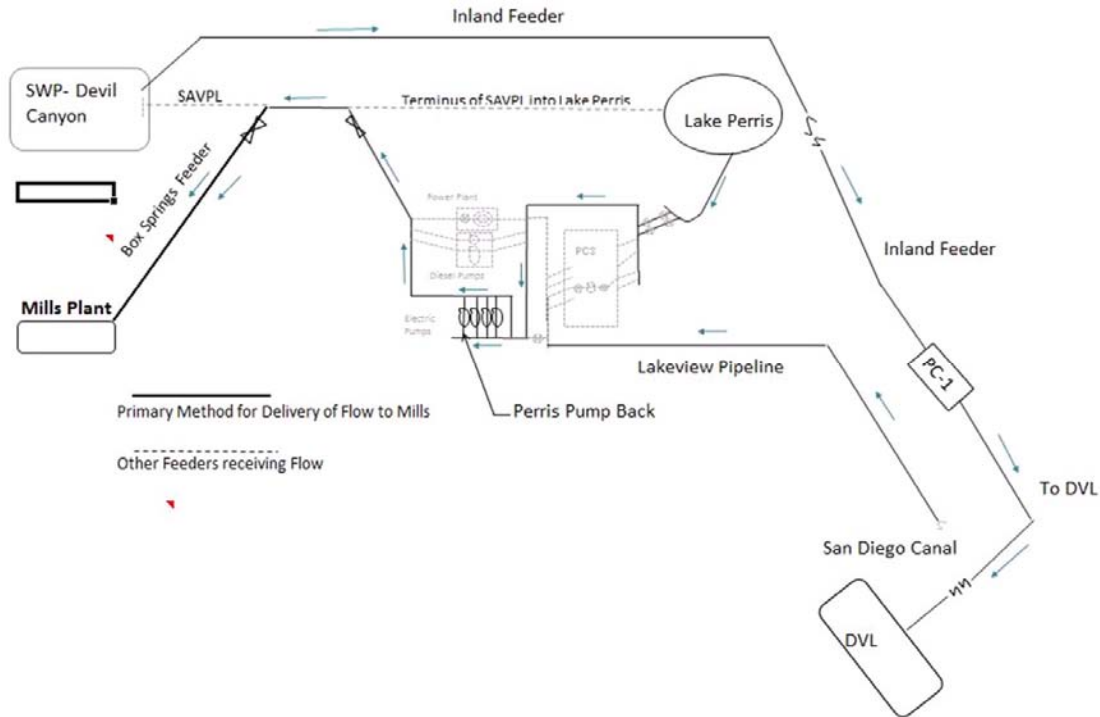 Inland Feeder
SWP- Devil
Canyon
SAVPL
Terminus of SAVPL into Lake Perris
Lake Perris
Box Springs Feeder
Power Plant
PC2
Inland Feeder
Diesel Pumps
Mills Plant
Electric
Pumps
Lakeview Pipeline
PC-1
Primary Method for Delivery of Flow to Mills
Perris Pump Back
Other Feeders receiving Flow
To DVL
San Diego Canal
DVL